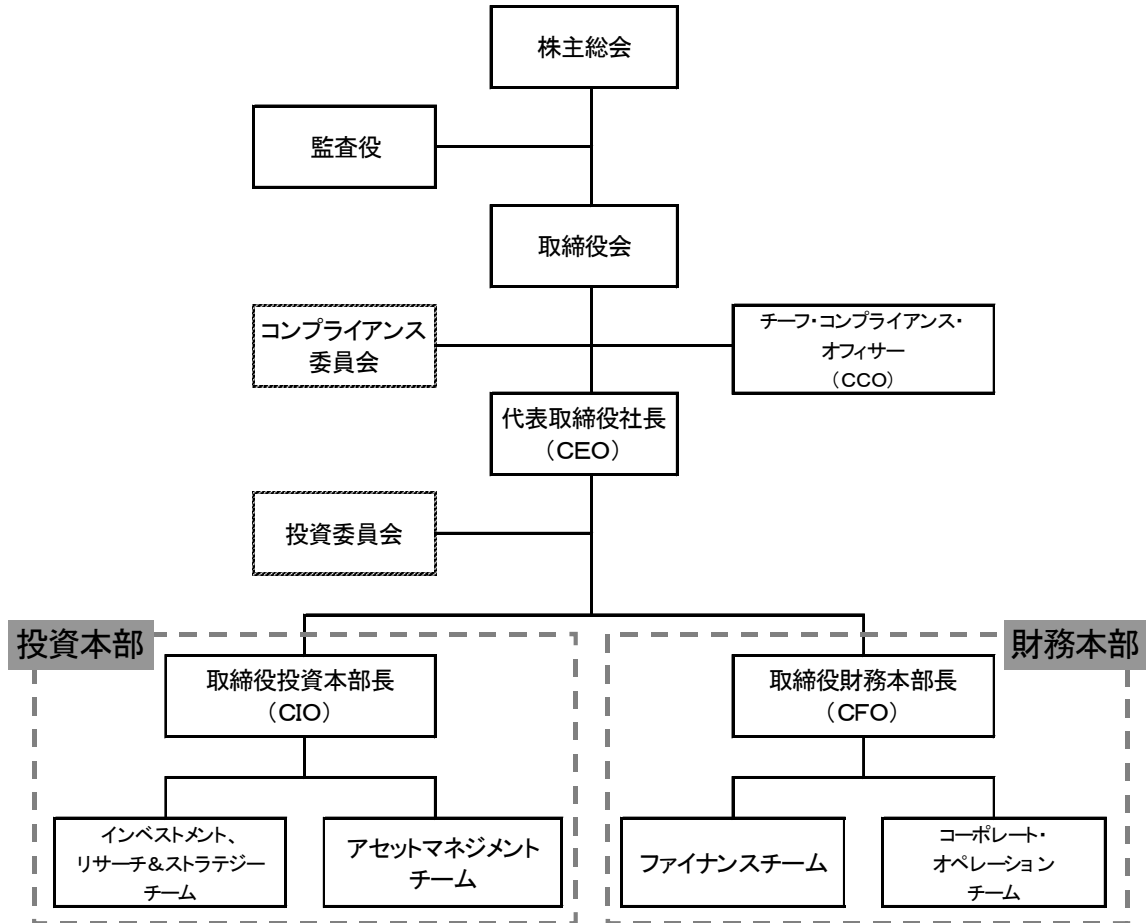 株主総会
監査役
取締役会
コンプライアンス
委員会
チーフ・コンプライアンス・
オフィサー
（CCO）
代表取締役社長
（CEO）
投資委員会
投資本部
財務本部
取締役投資本部長
（CIO）
取締役財務本部長
（CFO）
インベストメント、
リサーチ＆ストラテジー
チーム
アセットマネジメント
チーム
ファイナンスチーム
コーポレート・
オペレーション
チーム